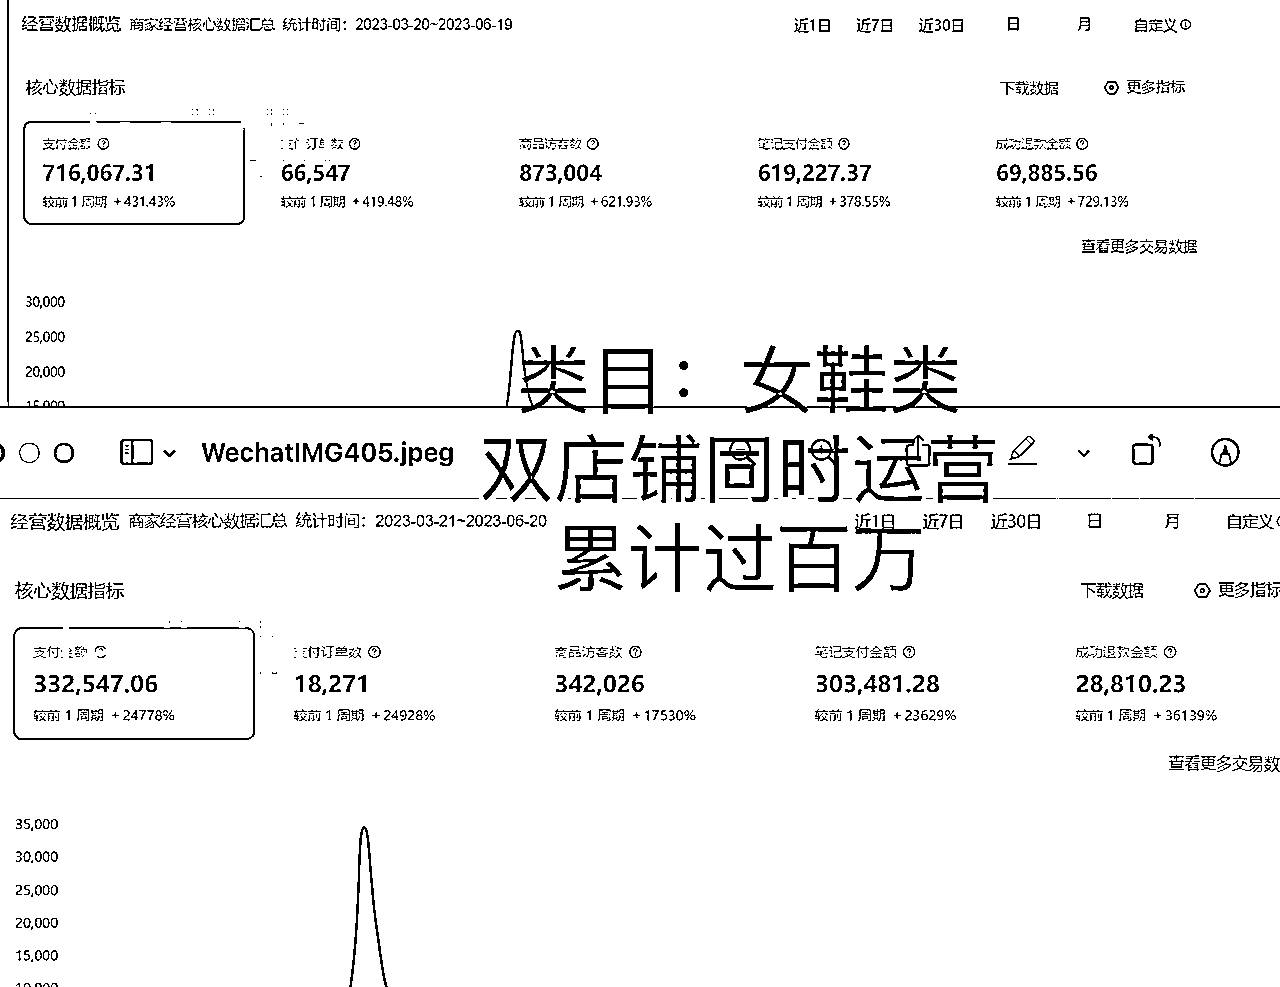 经营数据概览 商家经营核心数据汇总 统计时间：2023-03-20~2023-06-19 近1日 近7日 近30日 日 月 自定义
核心数据指标 下载数据 更多指标
支付金额 订单数 商品访客数 笔记支付金额 成功退款金额
716,067.31 66,547 873,004 619,227.37 69,885.56
较前 1 周期 +431.43% 较前 1 周期 +419.48% 较前 1 周期 +621.93% 较前 1 周期 +378.55% 较前 1 周期 +729.13%
查看更多交易数据
30,000
25,000
20,000
15,000
类目：女鞋类
WechatIMG405.jpeg
双店铺同时运营
经营数据概览 商家经营核心数据汇总 统计时间：2023-03-21~2023-06-20 近1日 近7日 近30日 日 月 自定义
累计过百万
核心数据指标 下载数据 更多指标
支付金额 支付订单数 商品访客数 笔记支付金额 成功退款金额
332,547.06 18,271 342,026 303,481.28 28,810.23
较前 1 周期 +24778% 较前 1 周期 +24928% 较前 1 周期 +17530% 较前 1 周期 +23629% 较前 1 周期 +36139%
查看更多交易数
35,000
30,000
25,000
20,000
15,000